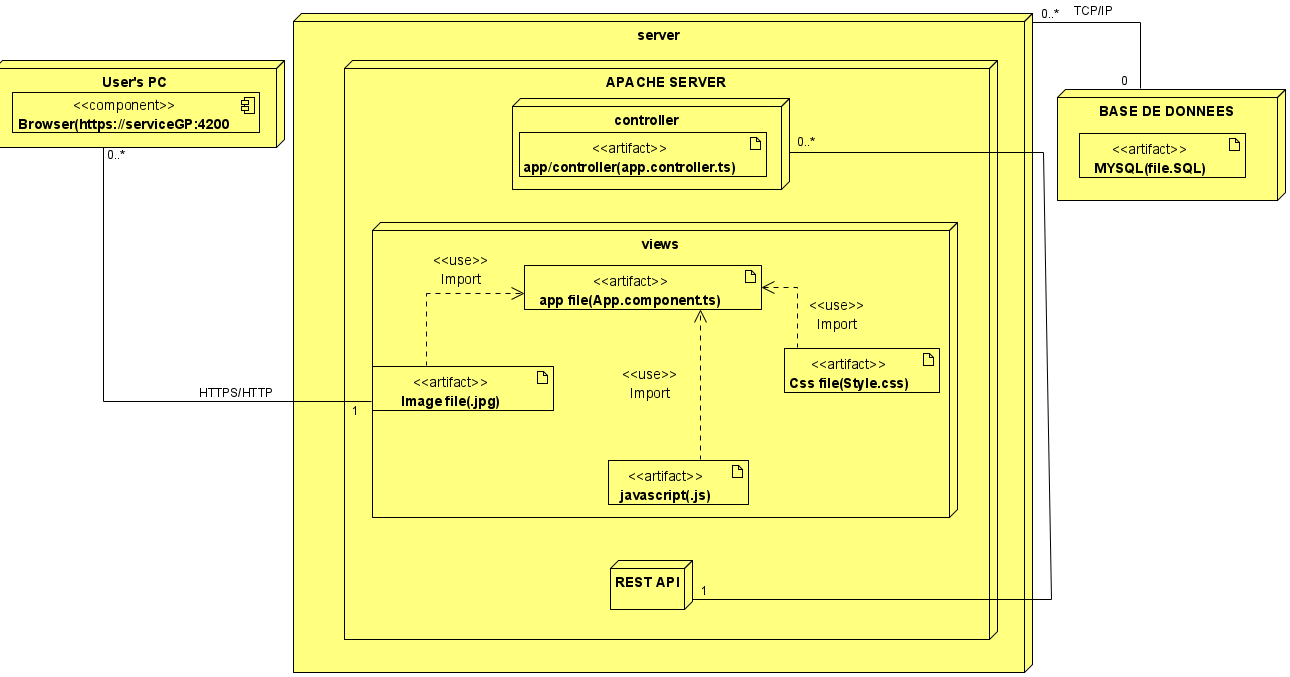 0..*
TCP/IP
server
User's PC
<<component>>
Browser(https://serviceGP:4200
0..*
APACHE SERVER
controller
<<artifact>>
app/controller(app.controller.ts)
0..*
0
BASE DE DONNEES
<<artifact>>
MYSQL(file.SQL)
views
<<use>>
Import
<<artifact>>
app file(App.component.ts)
<<use>>
Import
<<artifact>>
Css file(Style.css)
<<use>>
Import
<<artifact>>
Image file(.jpg)
HTTPS/HTTP
1
<<artifact>>
javascript(.js)
REST API
1